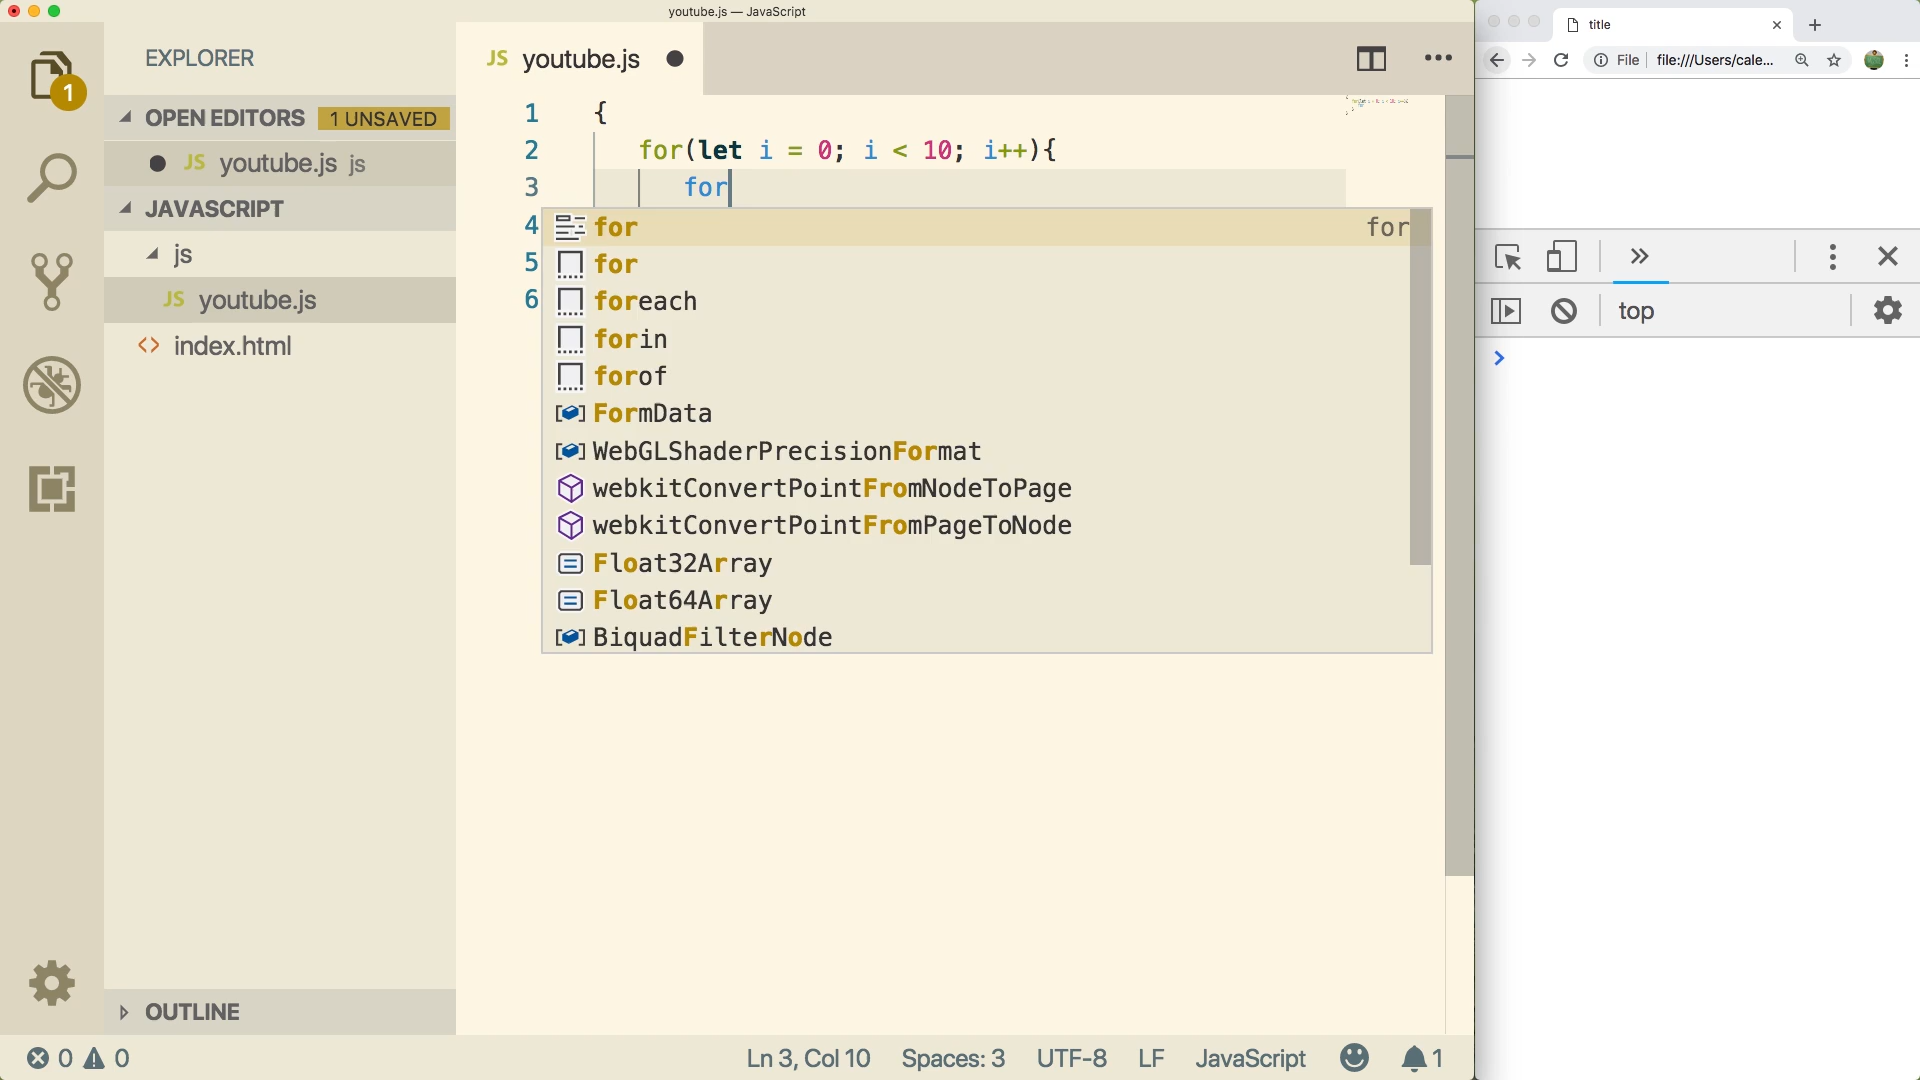 youtube.js — JavaScript
title
File
file:///Users/cale...
EXPLORER
1
OPEN EDITORS 1 UNSAVED
JS youtube.js js
JAVASCRIPT
js
JS youtube.js
<> index.html
OUTLINE
JS youtube.js
1 {
2 for(let i = 0; i < 10; i++){
3 for
4
5
6
for for
for
foreach
forin
forof
FormData
WebGLShaderPrecisionFormat
webkitConvertPointFromNodeToPage
webkitConvertPointFromPageToNode
Float32Array
Float64Array
BiquadFilterNode
top
0 0
Ln 3, Col 10 Spaces: 3 UTF-8 LF JavaScript 1